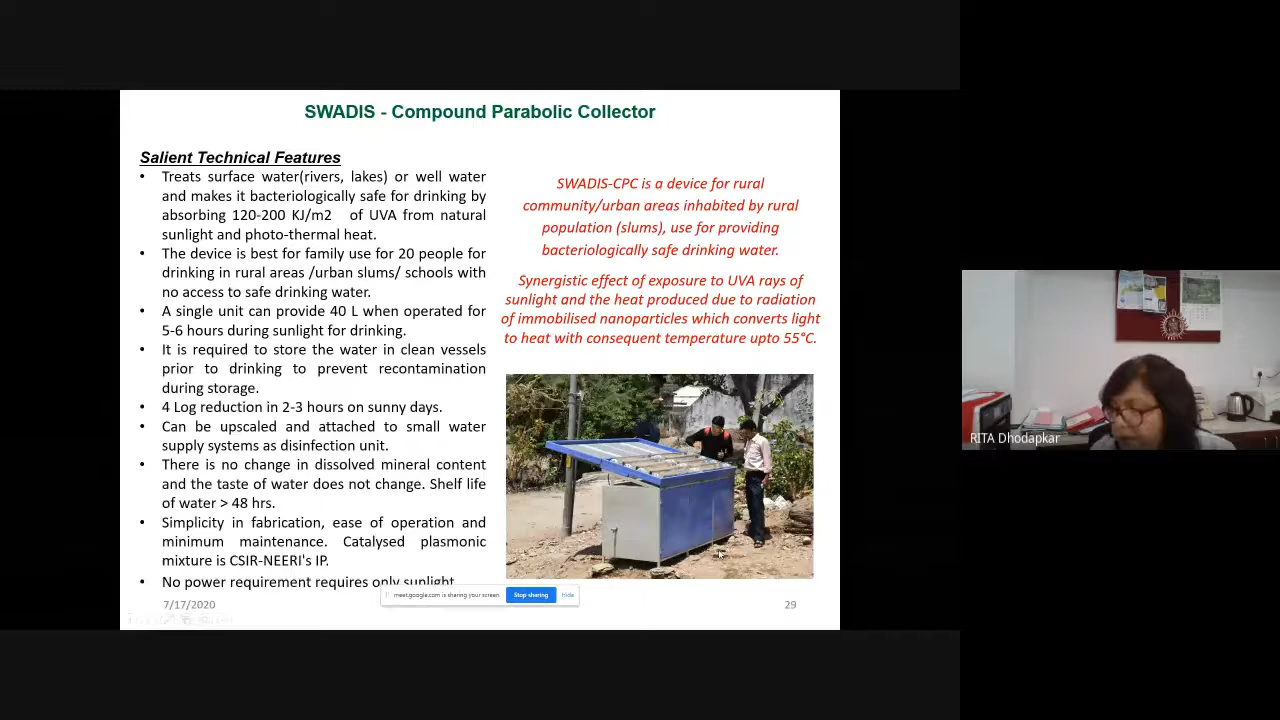 SWADIS - Compound Parabolic Collector
Salient Technical Features
• Treats surface water(rivers, lakes) or well water
and makes it bacteriologically safe for drinking by
absorbing 120-200 KJ/m2 of UVA from natural
sunlight and photo-thermal heat.
• The device is best for family use for 20 people for
drinking in rural areas /urban slums/ schools with
no access to safe drinking water.
• A single unit can provide 40 L when operated for
5-6 hours during sunlight for drinking.
• It is required to store the water in clean vessels
prior to drinking to prevent recontamination
during storage.
• 4 Log reduction in 2-3 hours on sunny days.
• Can be upscaled and attached to small water
supply systems as disinfection unit.
• There is no change in dissolved mineral content
and the taste of water does not change. Shelf life
of water > 48 hrs.
• Simplicity in fabrication, ease of operation and
minimum maintenance. Catalysed plasmonic
mixture is CSIR-NEERI's IP.
• No power requirement requires only sunlight
SWADIS-CPC is a device for rural
community/urban areas inhabited by rural
population (slums), use for providing
bacteriologically safe drinking water.
Synergistic effect of exposure to UVA rays of
sunlight and the heat produced due to radiation
of immobilised nanoparticles which converts light
to heat with consequent temperature upto 55°C.
meet.google.com is sharing your screen. Stop sharing Hide
7/17/2020
29
RITA Dhodapkar